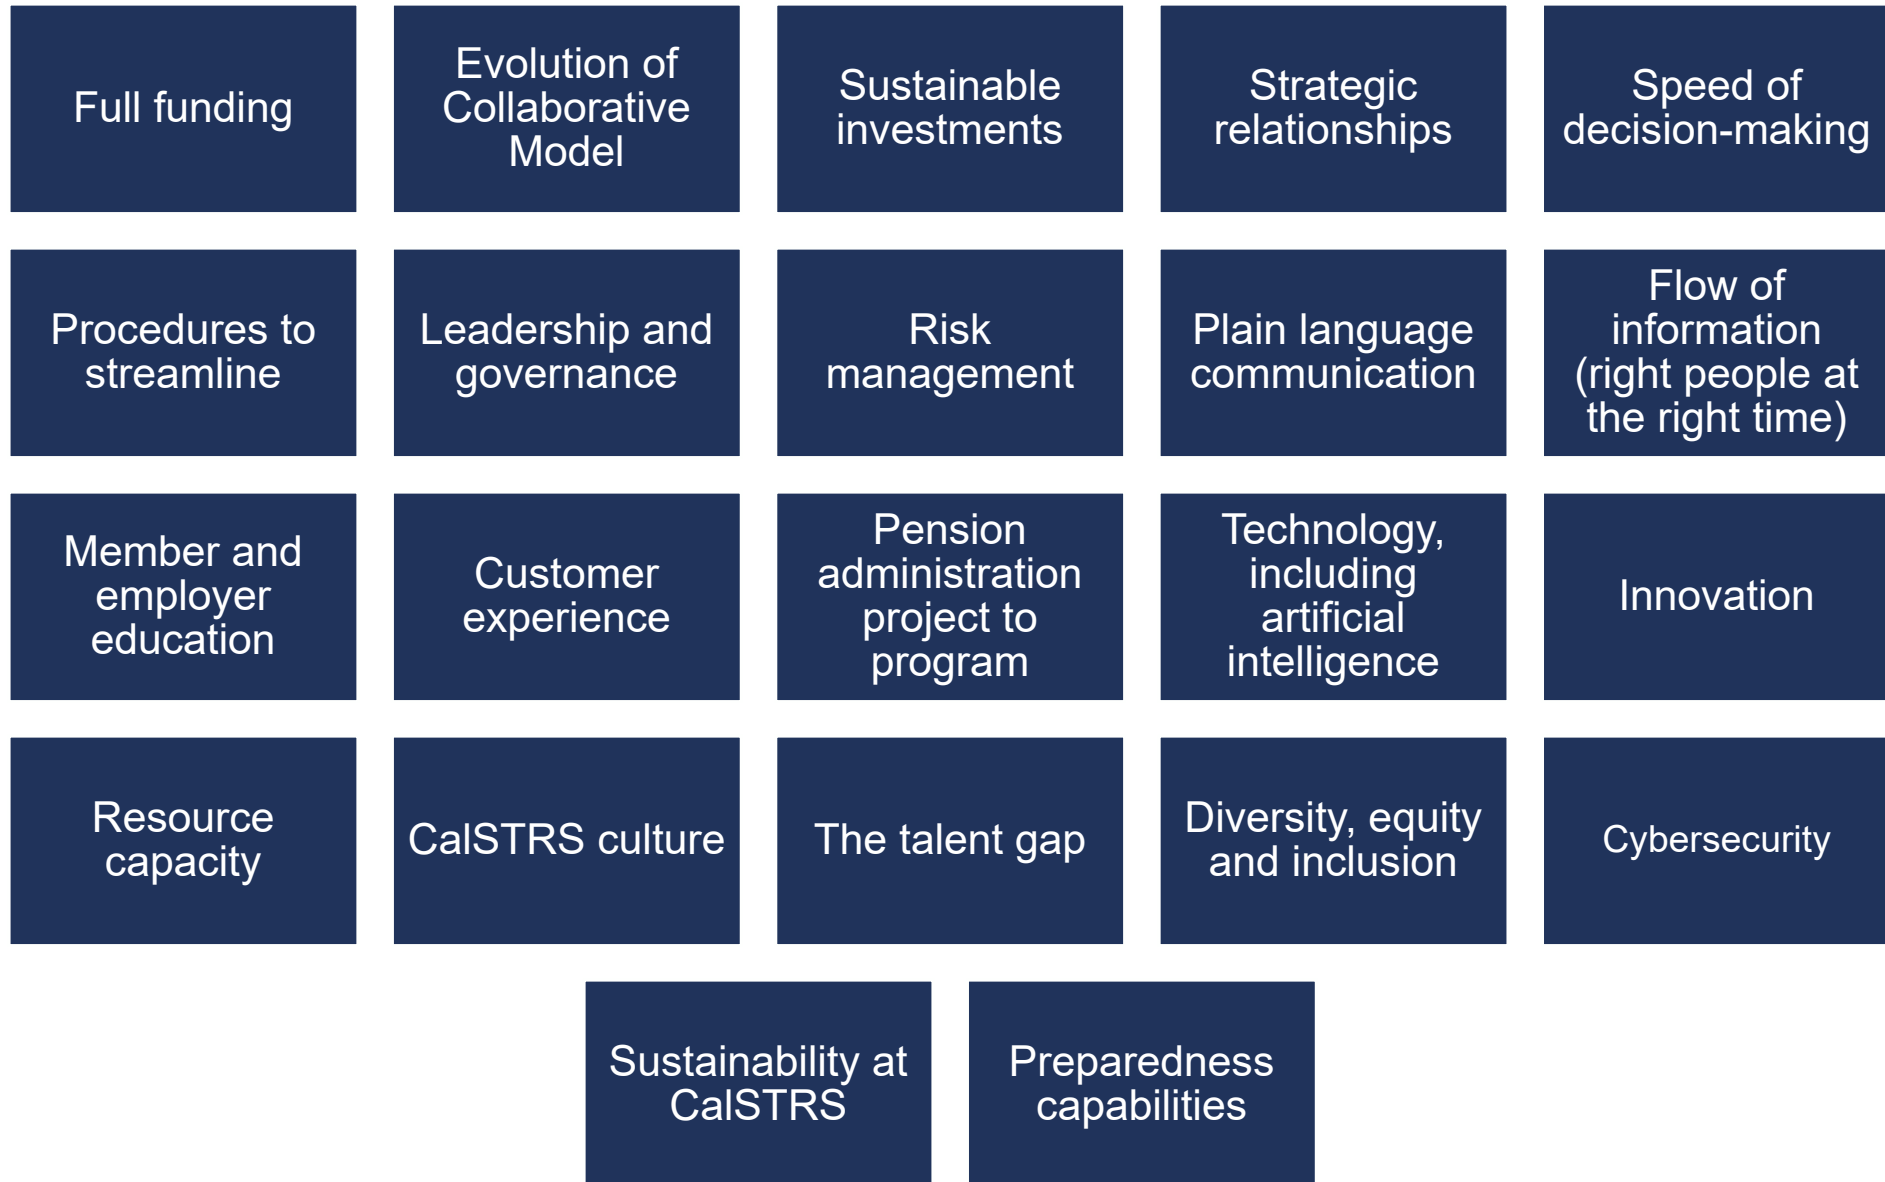 Full funding
Evolution of
Collaborative
Model
Sustainable
investments
Strategic
relationships
Speed of
decision-making
Procedures to
streamline
Leadership and
governance
Risk
management
Plain language
communication
Flow of
information
(right people at
the right time)
Member and
employer
education
Customer
experience
Pension
administration
project to
program
Technology,
including
artificial
intelligence
Innovation
Resource
capacity
CalSTRS culture
The talent gap
Diversity, equity
and inclusion
Cybersecurity
Sustainability at
CalSTRS
Preparedness
capabilities